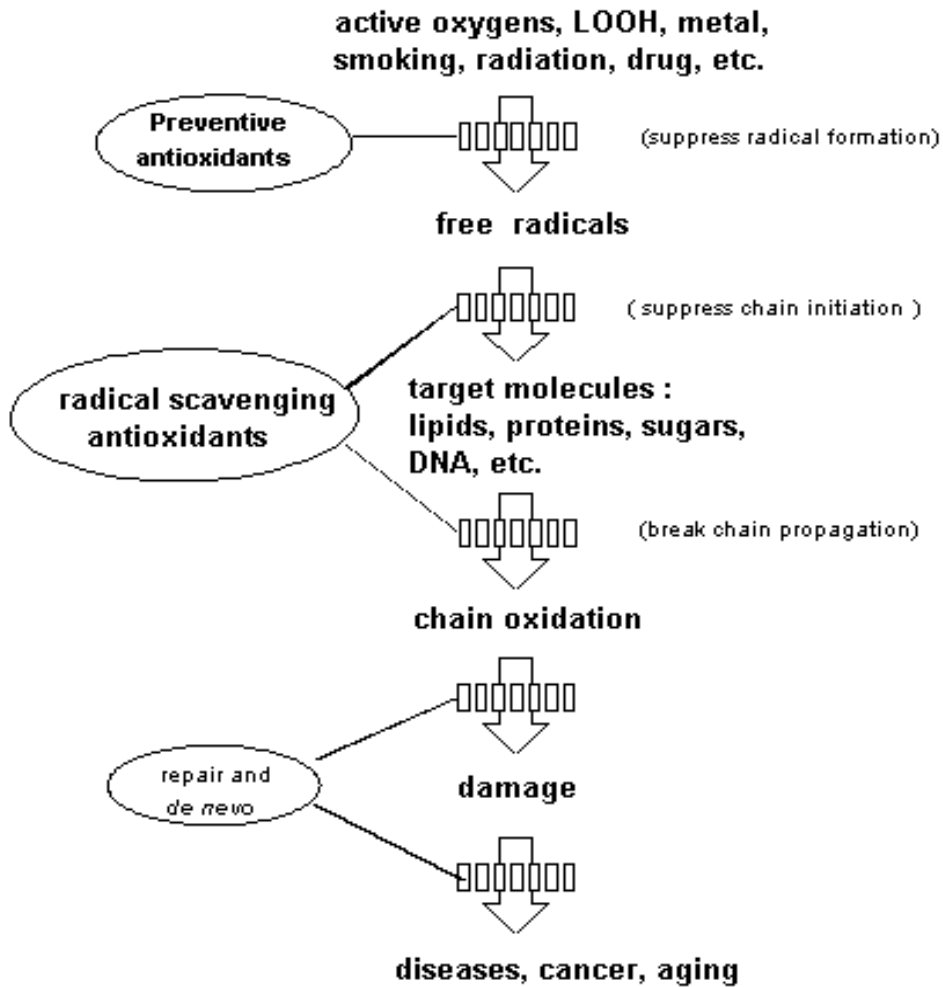 active oxygens, LOOH, metal,
smoking, radiation, drug, etc.
Preventive
antioxidants
(suppress radical formation)
free radicals
( suppress chain initiation )
radical scavenging
antioxidants
target molecules :
lipids, proteins, sugars,
DNA, etc.
(break chain propagation)
chain oxidation
repair and
de nevo
damage
diseases, cancer, aging